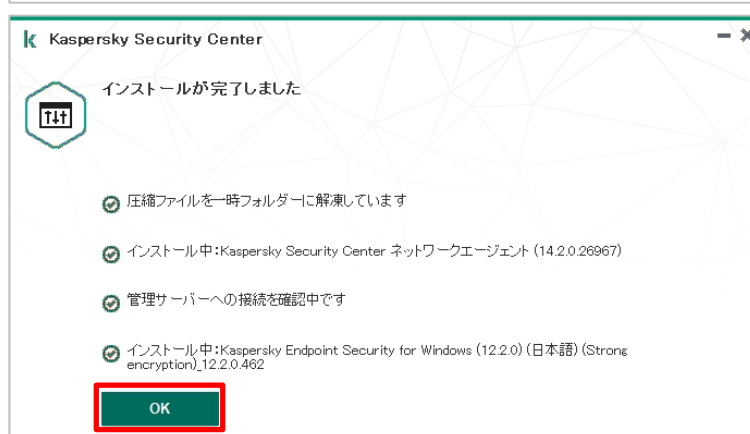 Kaspersky Security Center
インストールが完了しました
圧縮ファイルを一時フォルダーに解凍しています
インストール中:Kaspersky Security Center ネットワークエージェント (14.2.0.26967)
管理サーバーへの接続を確認中です
インストール中:Kaspersky Endpoint Security for Windows (12.2.0) (日本語) (Strong
encryption)_12.2.0.462
OK